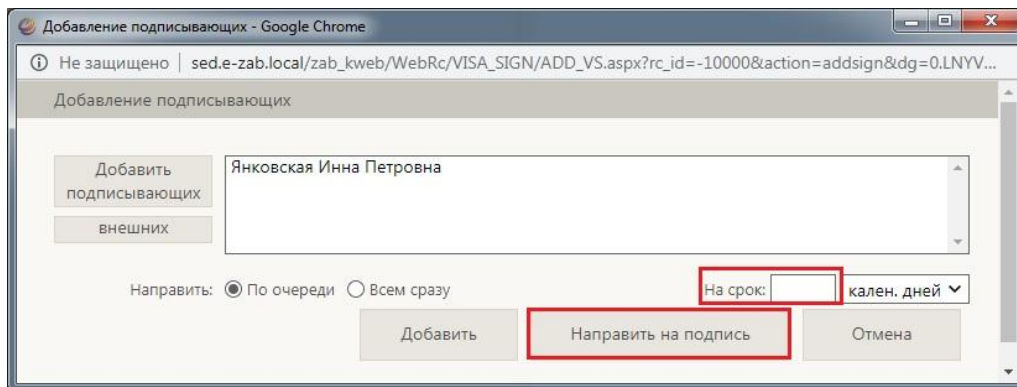 Добавление подписывающих - Google Chrome
Не защищено | sed.e-zab.local/zab_kweb/WebRc/VISA_SIGN/ADD_VS.aspx?rc_id=-10000&action=addsign&dg=0.LNYV...
Добавление подписывающих
Добавить
подписывающих
Янковская Инна Петровна
внешних
Направить: По очереди Всем сразу На срок: кален. дней
Добавить Направить на подпись Отмена